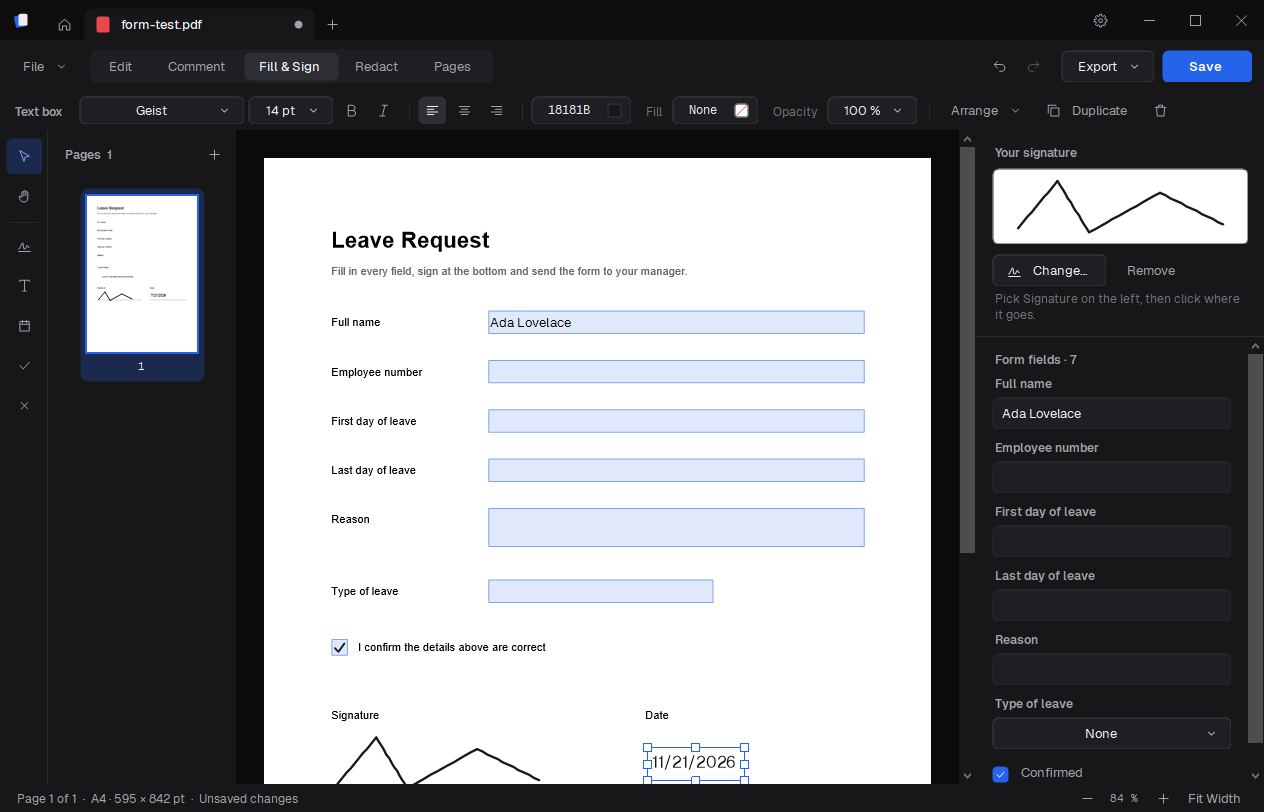 form-test.pdf
File
Edit
Comment
Fill & Sign
Redact
Pages
Export
Save
Text box
Geist
14 pt
B
I
18181B
Fill
None
Opacity
100 %
Arrange
Duplicate
Pages 1
1
Leave Request
Fill in every field, sign at the bottom and send the form to your manager.
Full name
Ada Lovelace
Employee number
First day of leave
Last day of leave
Reason
Type of leave
I confirm the details above are correct
Signature
Date
11/21/2026
Your signature
Change...
Remove
Pick Signature on the left, then click where
it goes.
Form fields · 7
Full name
Ada Lovelace
Employee number
First day of leave
Last day of leave
Reason
Type of leave
None
Confirmed
Page 1 of 1 · A4 · 595 × 842 pt · Unsaved changes
84 %
Fit Width